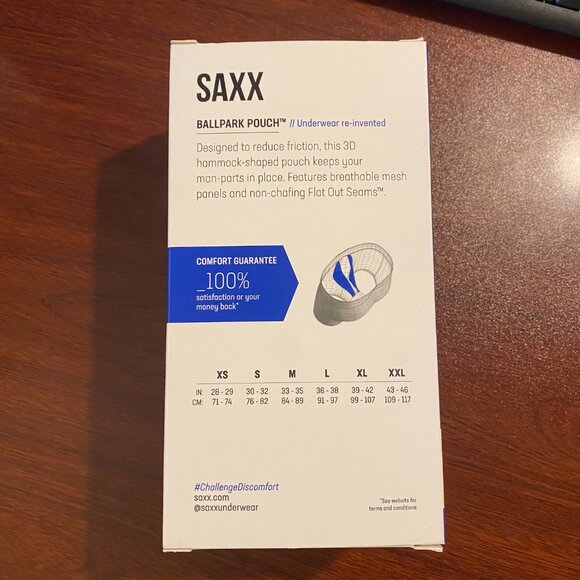 SAXX
BALLPARK POUCH™ // Underwear re-invented
Designed to reduce friction, this 3D
hammock-shaped pouch keeps your
man-parts in place. Features breathable mesh
panels and non-chafing Flat Out Seams™.
COMFORT GUARANTEE
_100%
satisfaction or your
money back*
XS S M L XL XXL
IN: 28 - 29 30 - 32 33 - 35 36 - 38 39 - 42 43 - 46
CM: 71 - 74 76 - 82 84 - 89 91 - 97 99 - 107 109 - 117
#ChallengeDiscomfort
saxx.com
@saxxunderwear
*See website for
terms and conditions